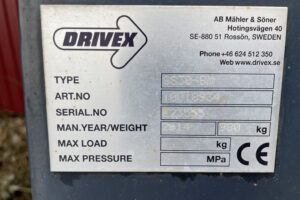 DRIVEX
AB Mähler & Söner
Hotingsvägen 40
SE-880 51 Rossön, SWEDEN
Phone +46 624 512 350
Web www.drivex.se
TYPE
ART.NO
SERIAL.NO
MAN.YEAR/WEIGHT kg
MAX LOAD kg
MAX PRESSURE MPa CE